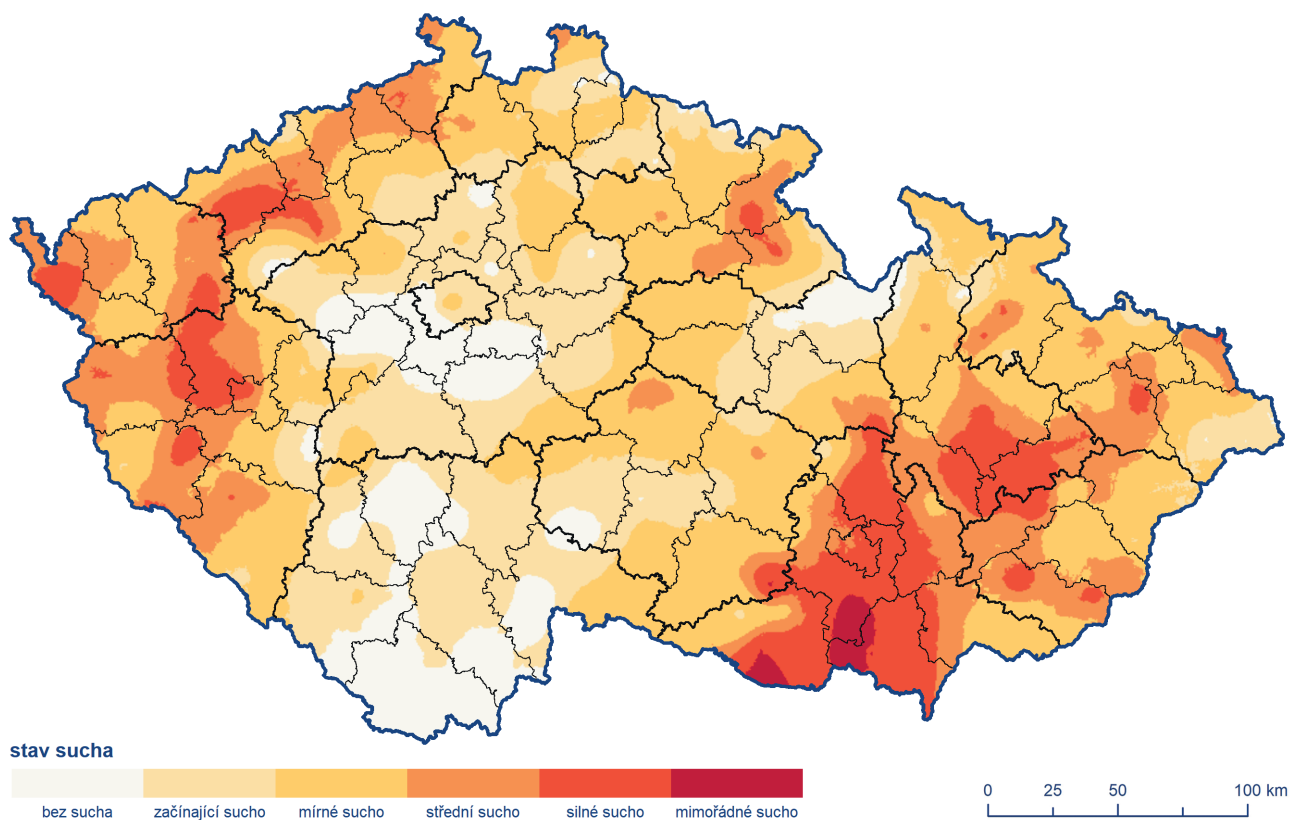 stav sucha
bez sucha začínající sucho mírné sucho střední sucho silné sucho mimořádné sucho
0 25 50 100 km